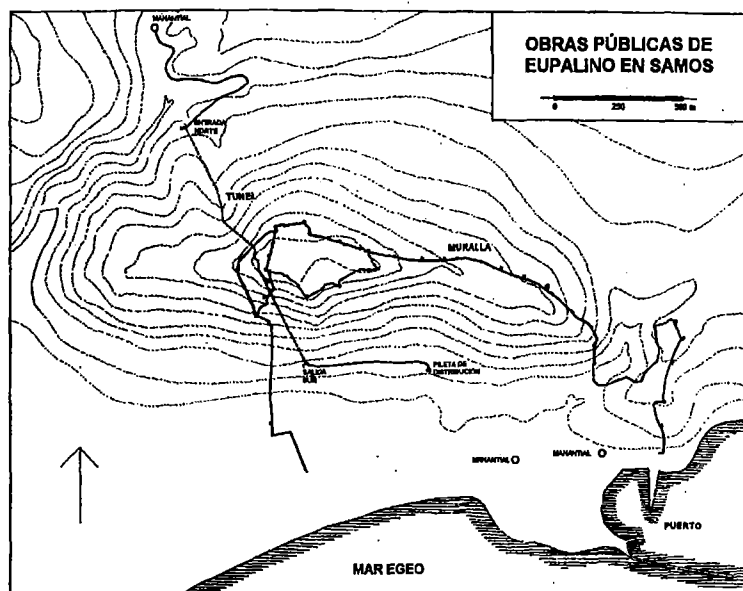 MANANTIAL
OBRAS PÚBLICAS DE
EUPALINO EN SAMOS
0 250 500 m
ENTRADA
NORTE
TUNEL
MURALLA
SALIDA
SUR
PILETA DE
DISTRIBUCIÓN
MANANTIAL
MANANTIAL
PUERTO
MAR EGEO